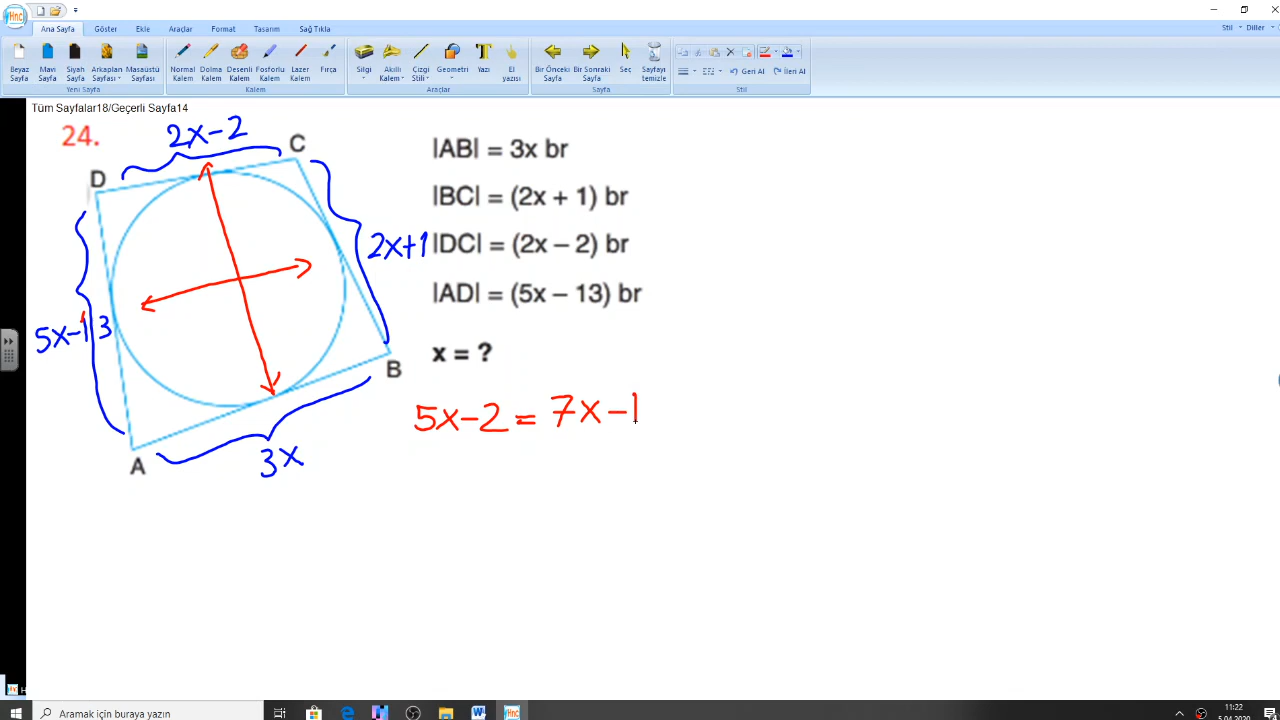 Stil
Diller
Ana Sayfa
Göster
Ekle
Araçlar
Format
Tasarım
Sağ Tıkla
Beyaz Sayfa
Mavi Sayfa
Siyah Sayfa
Arkaplan Sayfası
Masaüstü Sayfası
Normal Kalem
Dolma Kalem
Desenli Kalem
Fosforlu Kalem
Lazer Kalem
Fırça
Silgi
Akıllı Kalem
Çizgi Stili
Geometri
Yazı
El yazısı
Bir Önceki Sayfa
Bir Sonraki Sayfa
Seç
Sayfayı temizle
Geri Al
İleri Al
Yeni Sayfa
Kalem
Araçlar
Sayfa
Stil
Tüm Sayfalar18/Geçerli Sayfa14
24.
2x-2
C
D
2x+1
5x-13
B
A
3x
|AB| = 3x br
|BC| = (2x + 1) br
|DC| = (2x – 2) br
|AD| = (5x – 13) br
x = ?
5x-2 = 7x-1
Aramak için buraya yazın
11:22
5.04.2020